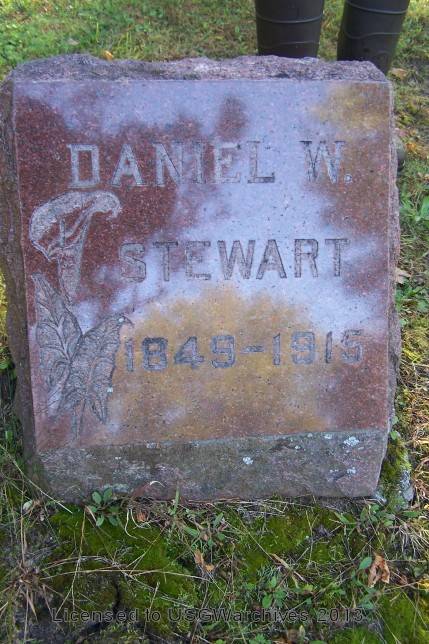 DANIEL W.
STEWART
1849-1915
Licensed to USGWarchives 2013